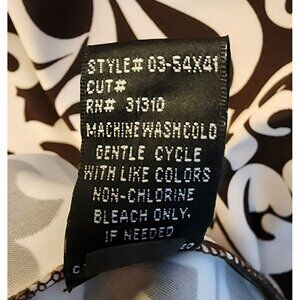 STYLE# 03-54X41
CUT#
RN# 31310
MACHINE WASH COLD
GENTLE CYCLE
WITH LIKE COLORS
NON-CHLORINE
BLEACH ONLY,
IF NEEDED